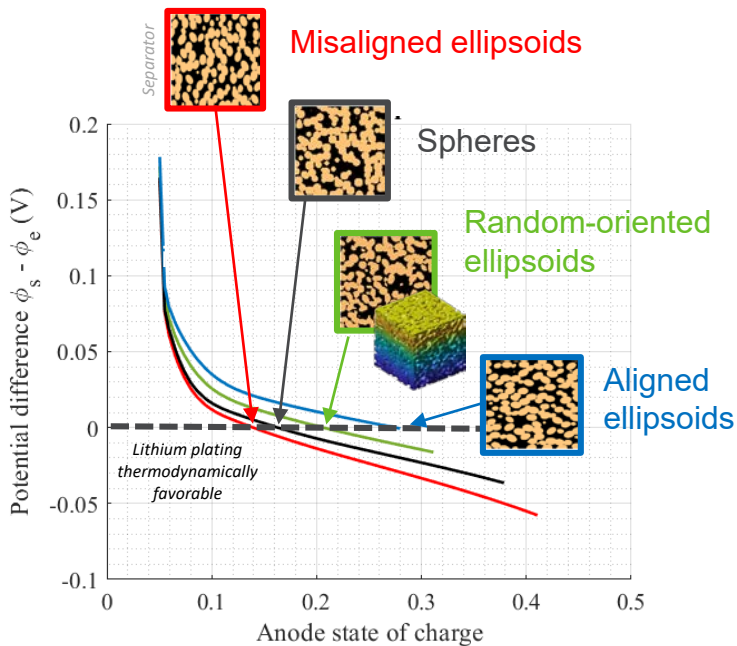 Separator
Misaligned ellipsoids
Spheres
Random-oriented
ellipsoids
Aligned
ellipsoids
Potential difference ϕs - ϕe (V)
0.2
0.15
0.1
0.05
0
-0.05
-0.1
Lithium plating
thermodynamically
favorable
0
0.1
0.2
0.3
0.4
0.5
Anode state of charge